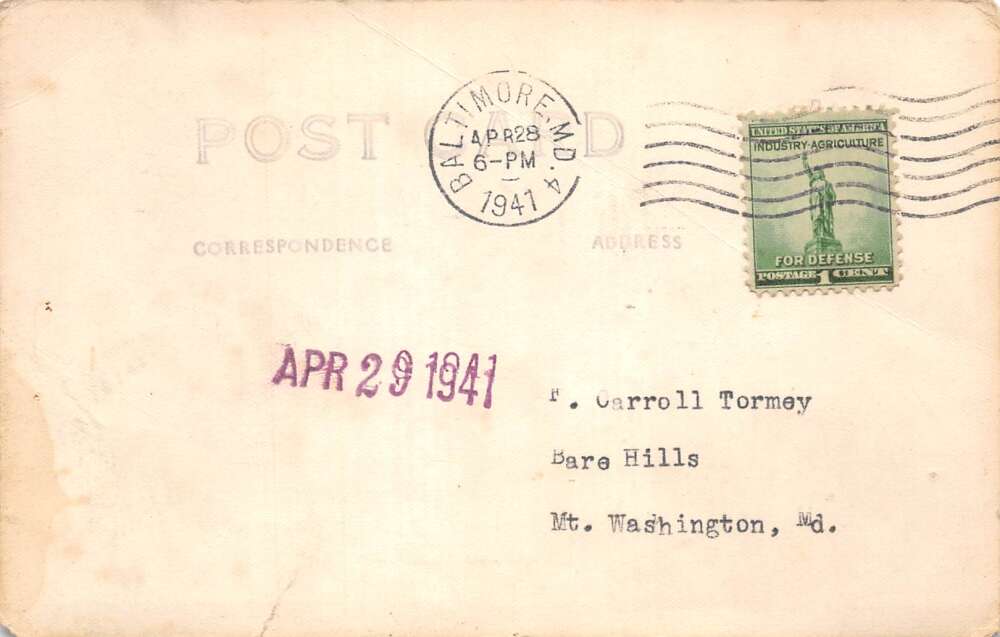 POST CARD
BALTIMORE, MD. 4
APR 28
6-PM
1941
UNITED STATES OF AMERICA
INDUSTRY·AGRICULTURE
FOR DEFENSE
POSTAGE 1 CENT
CORRESPONDENCE
ADDRESS
APR 29 1941
F. Carroll Tormey
Bare Hills
Mt. Washington, Md.